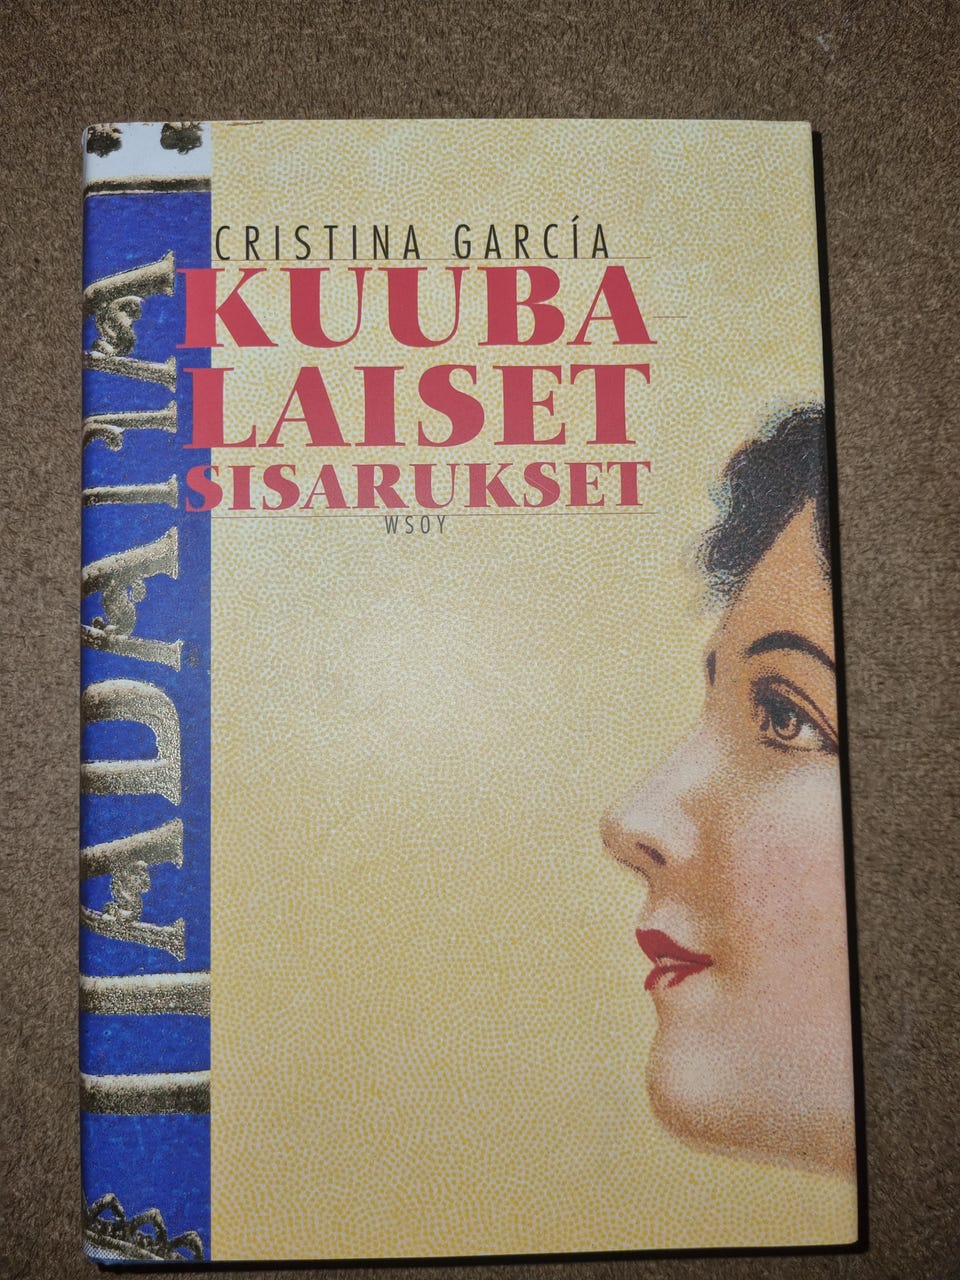 CRISTINA GARCÍA
KUUBA
LAISET
SISARUKSET
WSOY